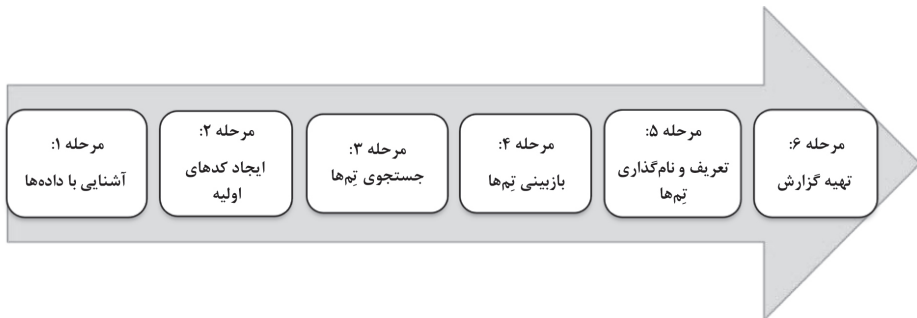 مرحله ۱:
آشنایی با داده‌ها
مرحله ۲:
ایجاد کدهای
اولیه
مرحله ۳:
جستجوی تِم‌ها
مرحله ۴:
بازبینی تِم‌ها
مرحله ۵:
تعریف و نام‌گذاری
تِم‌ها
مرحله ۶:
تهیه گزارش